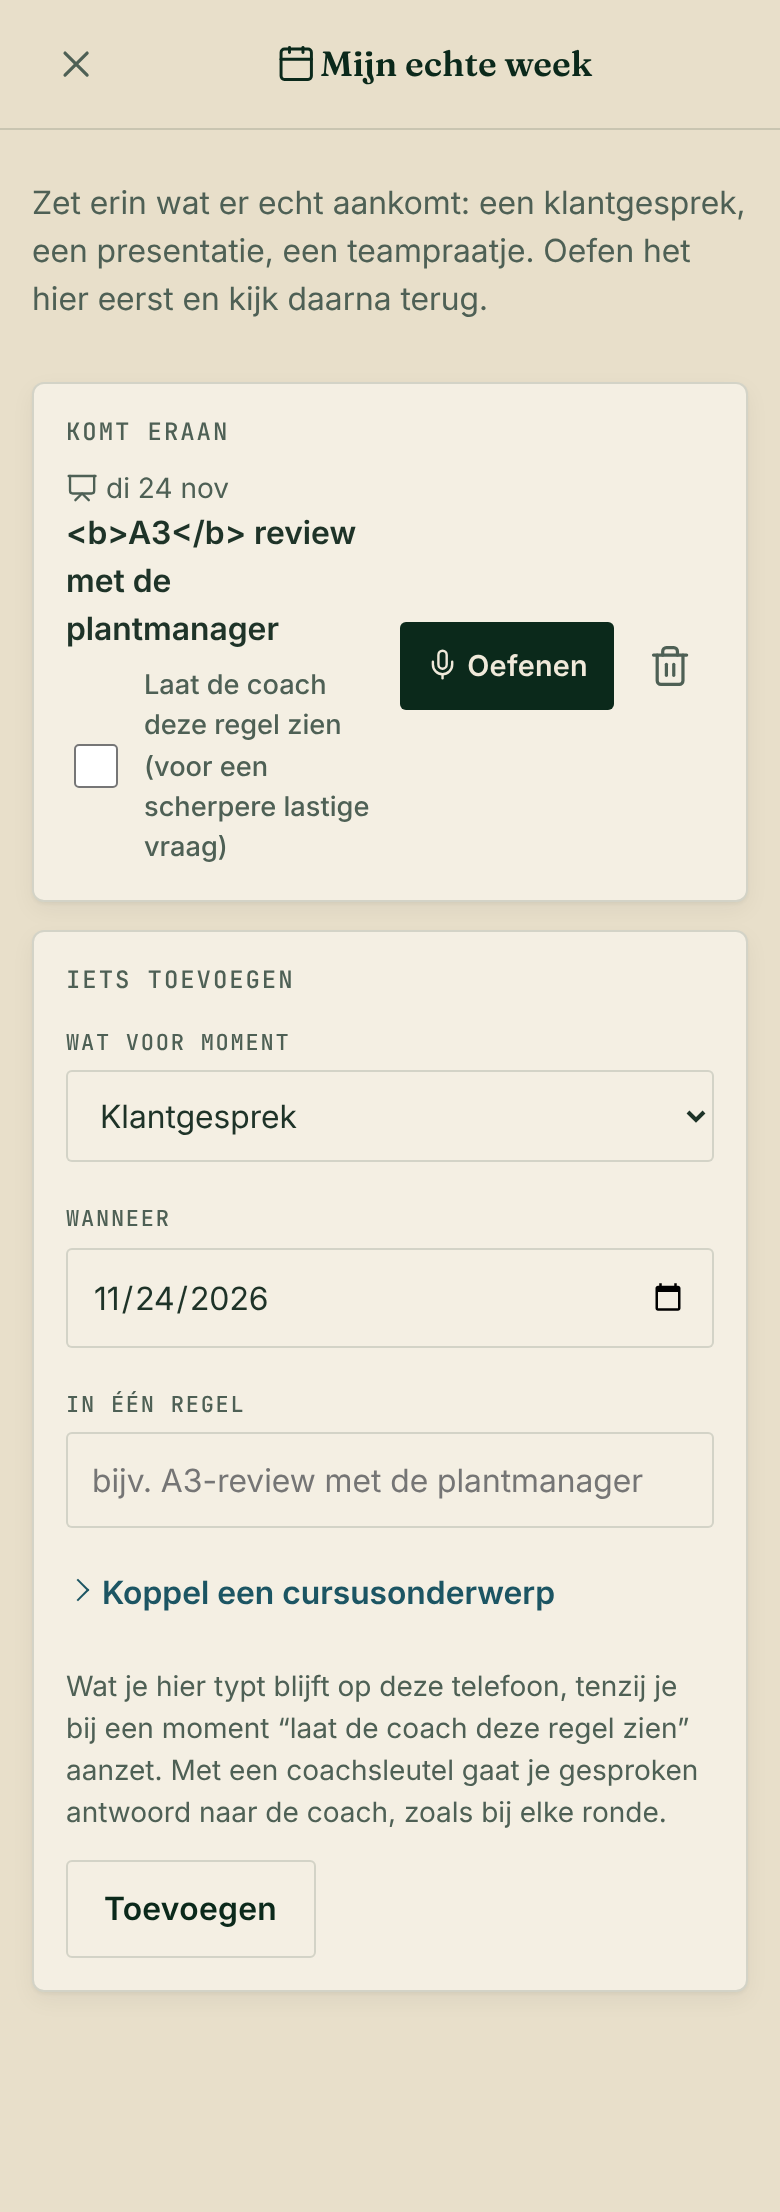 Mijn echte week
Zet erin wat er echt aankomt: een klantgesprek,
een presentatie, een teampraatje. Oefen het
hier eerst en kijk daarna terug.
KOMT ERAAN
di 24 nov
<b>A3</b> review
met de
plantmanager
Laat de coach
deze regel zien
(voor een
scherpere lastige
vraag)
Oefenen
IETS TOEVOEGEN
WAT VOOR MOMENT
Klantgesprek
WANNEER
11/24/2026
IN ÉÉN REGEL
bijv. A3-review met de plantmanager
Koppel een cursusonderwerp
Wat je hier typt blijft op deze telefoon, tenzij je
bij een moment “laat de coach deze regel zien”
aanzet. Met een coachsleutel gaat je gesproken
antwoord naar de coach, zoals bij elke ronde.
Toevoegen